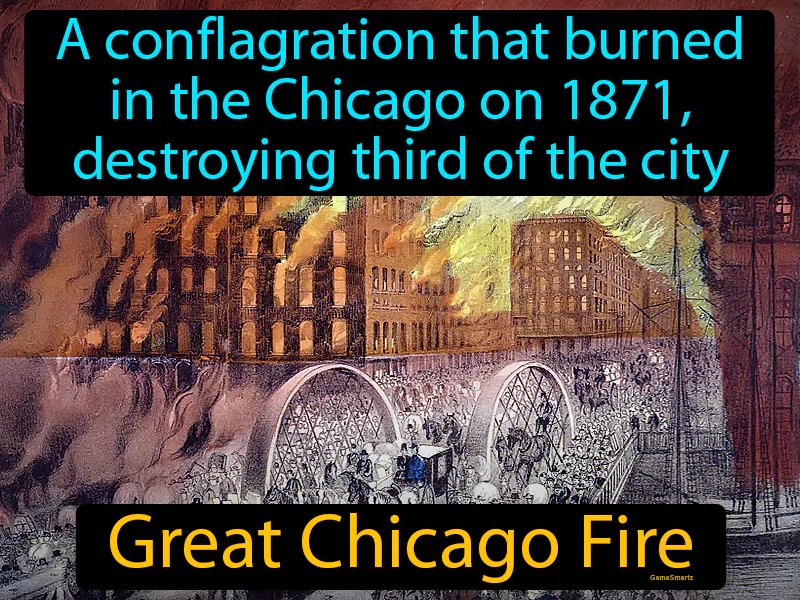 A conflagration that burned
in the Chicago on 1871,
destroying third of the city
Great Chicago Fire
GameSmartz